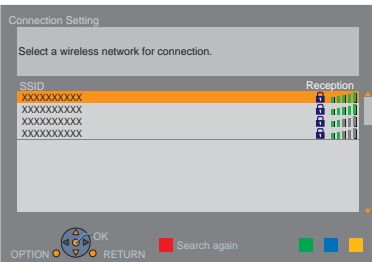 Connection Setting
Select a wireless network for connection.
SSID Reception
XXXXXXXXXX
XXXXXXXXXX
XXXXXXXXXX
XXXXXXXXXX
OK
OPTION RETURN Search again